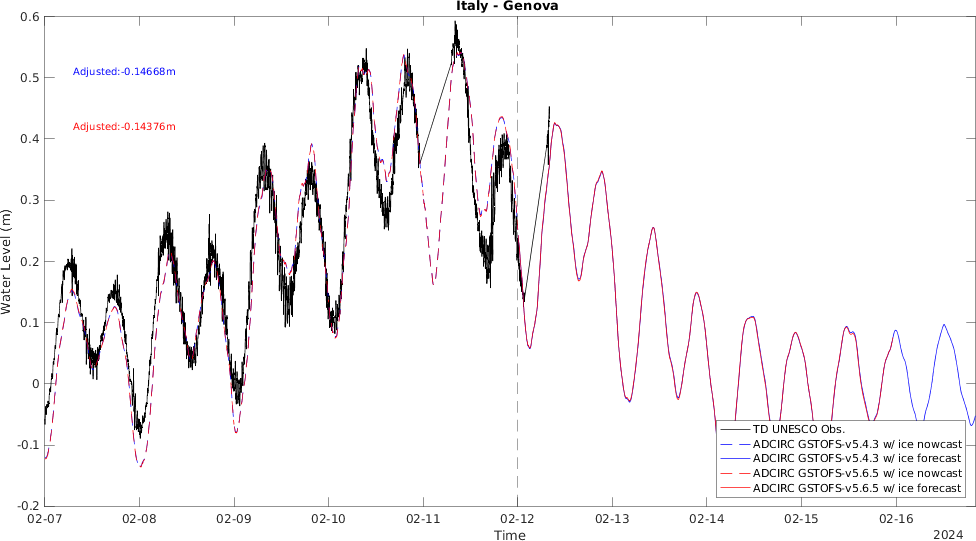 Italy - Genova
Adjusted:-0.14668m
Adjusted:-0.14376m
Water Level (m)
0.6
0.5
0.4
0.3
0.2
0.1
0
-0.1
-0.2
02-07 02-08 02-09 02-10 02-11 02-12 02-13 02-14 02-15 02-16
Time
2024
TD UNESCO Obs.
ADCIRC GSTOFS-v5.4.3 w/ ice nowcast
ADCIRC GSTOFS-v5.4.3 w/ ice forecast
ADCIRC GSTOFS-v5.6.5 w/ ice nowcast
ADCIRC GSTOFS-v5.6.5 w/ ice forecast